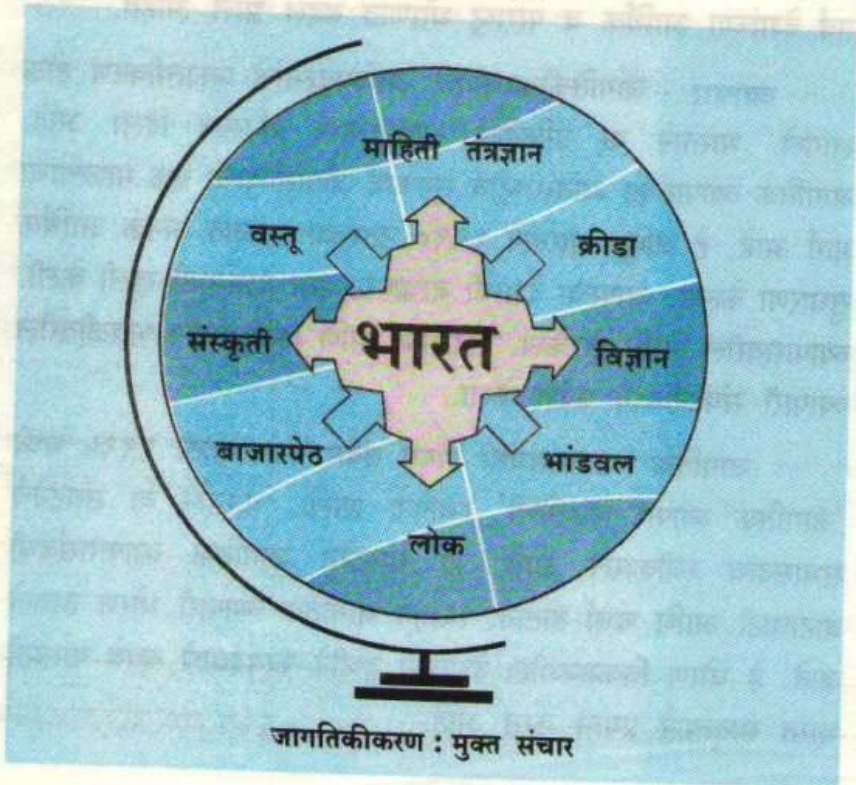 माहिती तंत्रज्ञान
वस्तू
क्रीडा
संस्कृती
भारत
विज्ञान
बाजारपेठ
भांडवल
लोक
जागतिकीकरण : मुक्त संचार